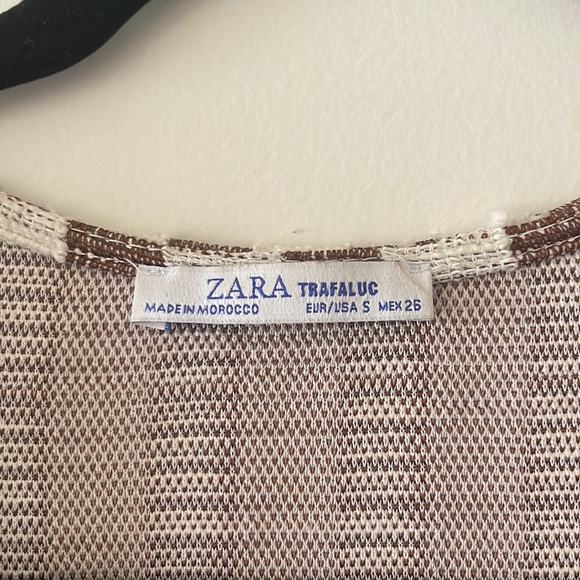 ZARA TRAFALUC
MADE IN MOROCCO EUR/USA S MEX 26